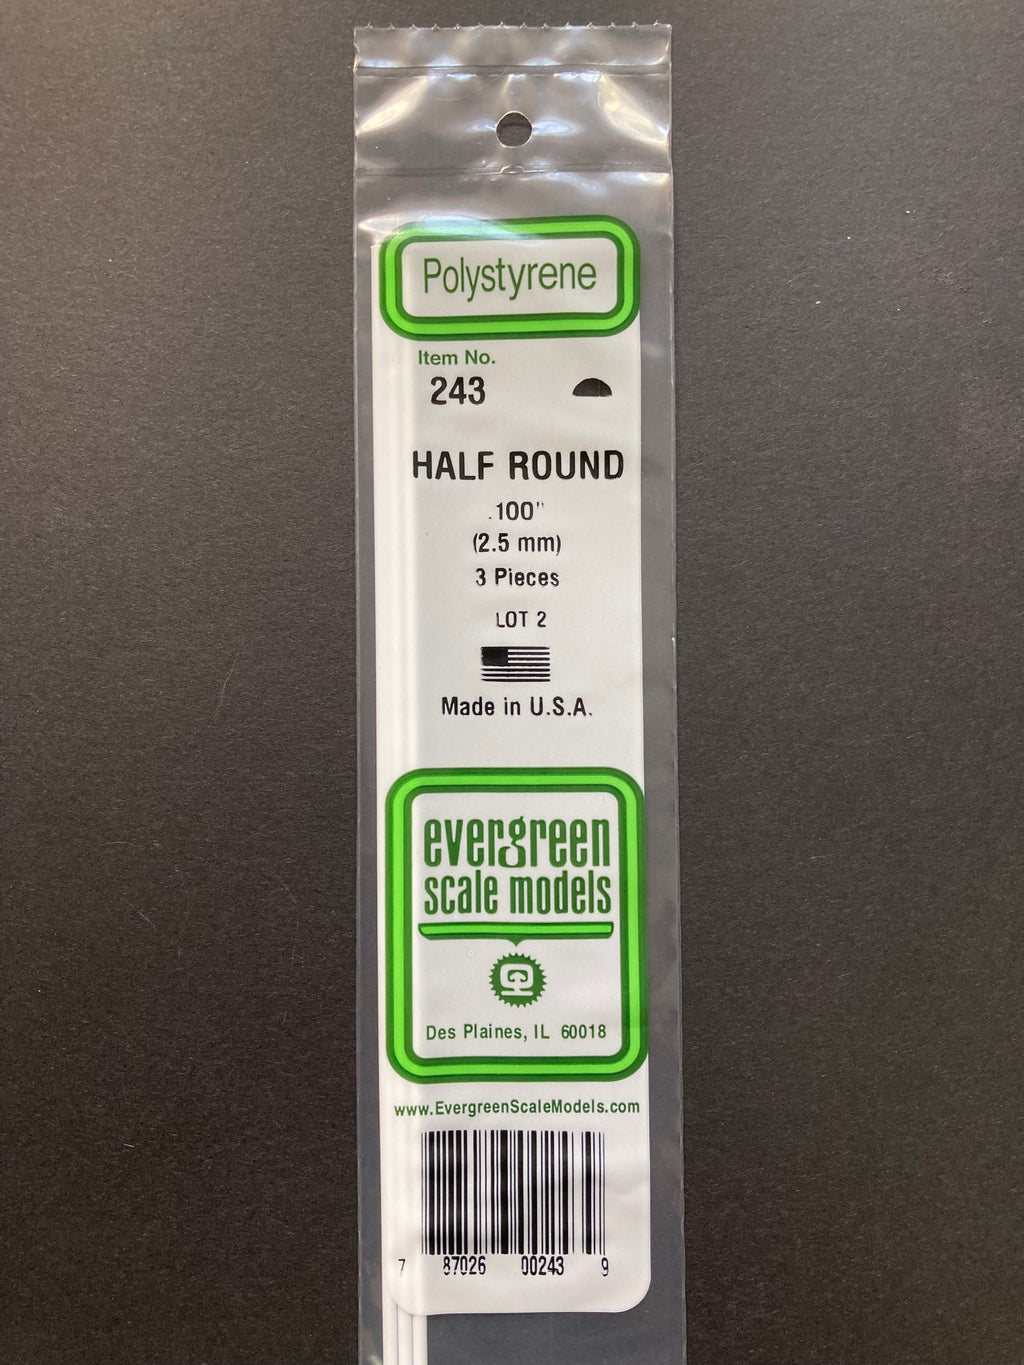 Polystyrene
Item No.
243
HALF ROUND
.100"
(2.5 mm)
3 Pieces
LOT 2
Made in U.S.A.
evergreen
scale models
Des Plaines, IL 60018
www.EvergreenScaleModels.com
7 87026 00243 9